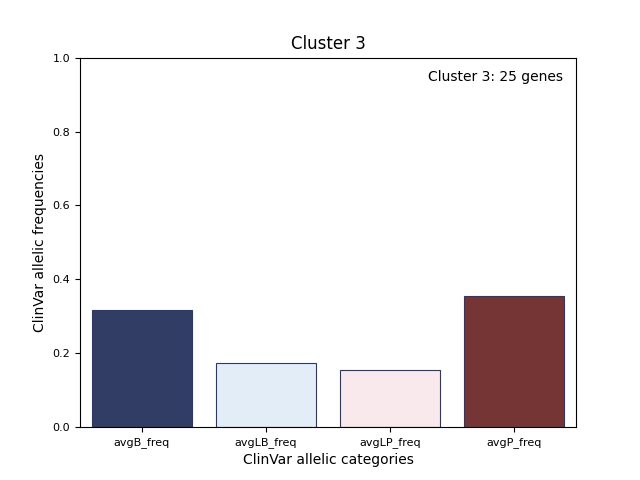 Cluster 3
Cluster 3: 25 genes
ClinVar allelic frequencies
1.0
0.8
0.6
0.4
0.2
0.0
avgB_freq avgLB_freq avgLP_freq avgP_freq
ClinVar allelic categories